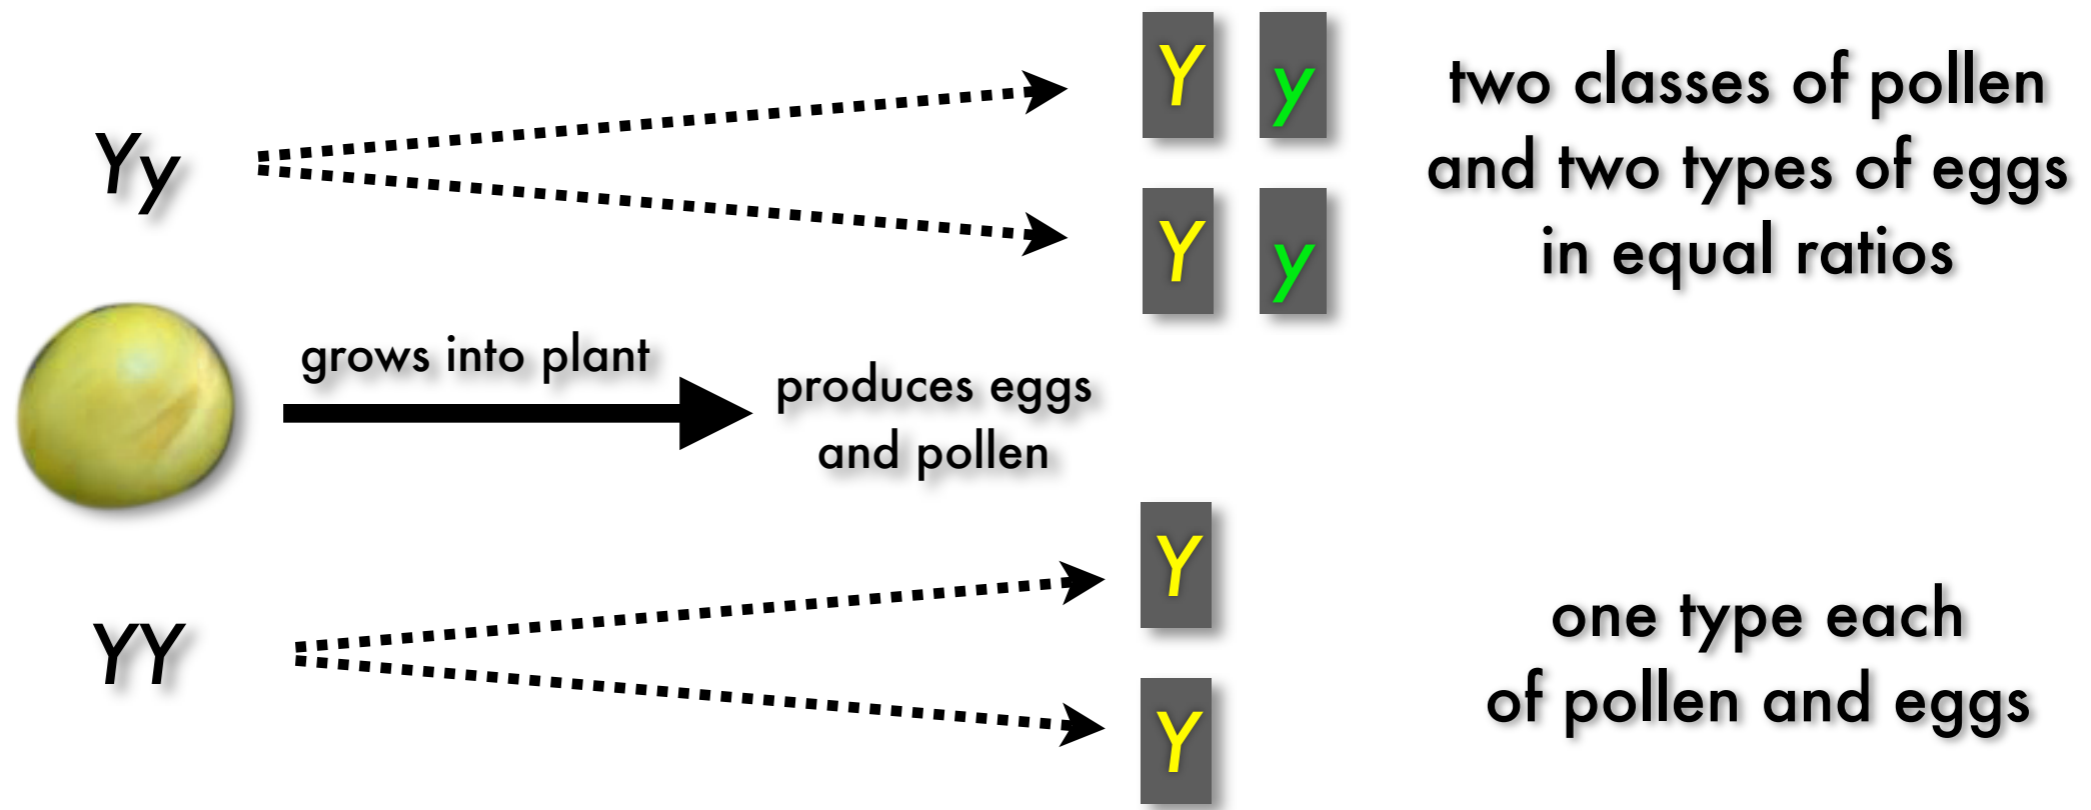 Yy
Y y
Y y
two classes of pollen
and two types of eggs
in equal ratios
grows into plant
produces eggs
and pollen
YY
Y
Y
one type each
of pollen and eggs